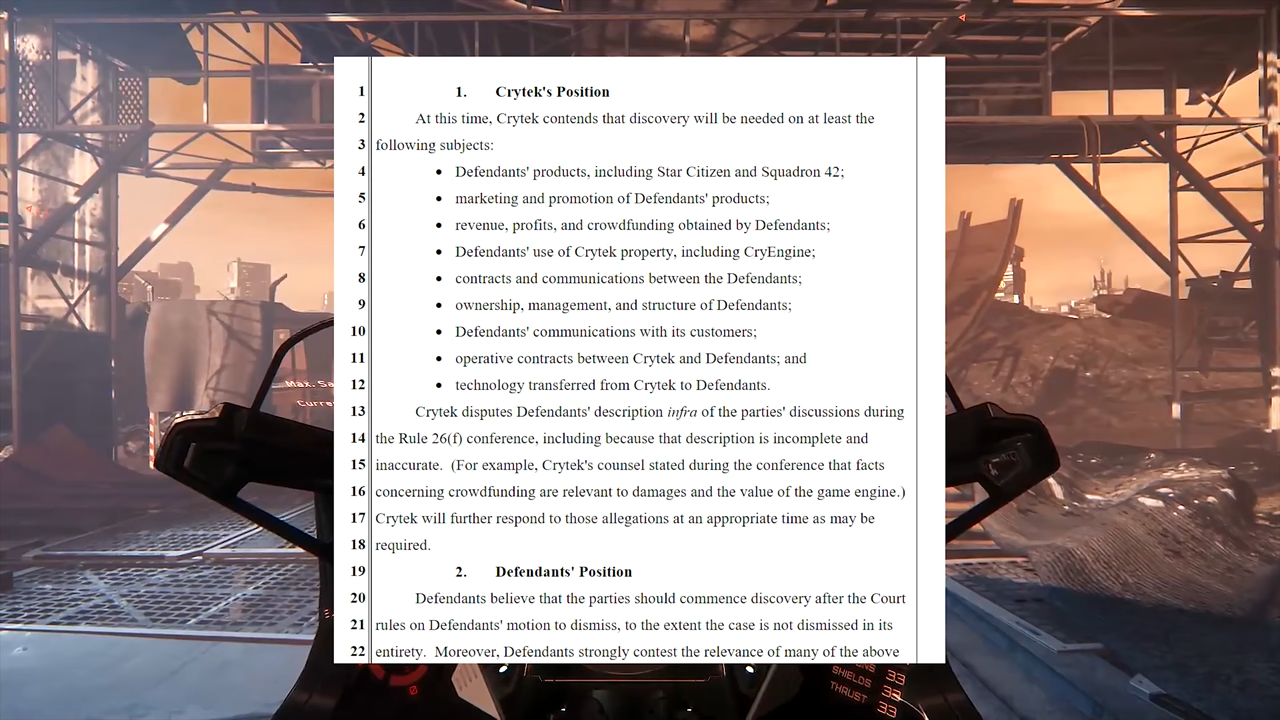 1 1. Crytek's Position
2 At this time, Crytek contends that discovery will be needed on at least the
3 following subjects:
4 • Defendants' products, including Star Citizen and Squadron 42;
5 • marketing and promotion of Defendants' products;
6 • revenue, profits, and crowdfunding obtained by Defendants;
7 • Defendants' use of Crytek property, including CryEngine;
8 • contracts and communications between the Defendants;
9 • ownership, management, and structure of Defendants;
10 • Defendants' communications with its customers;
11 • operative contracts between Crytek and Defendants; and
12 • technology transferred from Crytek to Defendants.
13 Crytek disputes Defendants' description infra of the parties' discussions during
14 the Rule 26(f) conference, including because that description is incomplete and
15 inaccurate. (For example, Crytek's counsel stated during the conference that facts
16 concerning crowdfunding are relevant to damages and the value of the game engine.)
17 Crytek will further respond to those allegations at an appropriate time as may be
18 required.
19 2. Defendants' Position
20 Defendants believe that the parties should commence discovery after the Court
21 rules on Defendants' motion to dismiss, to the extent the case is not dismissed in its
22 entirety. Moreover, Defendants strongly contest the relevance of many of the above
Max. Sa
Curre
ONS 33
SHIELDS 33
THRUST 33